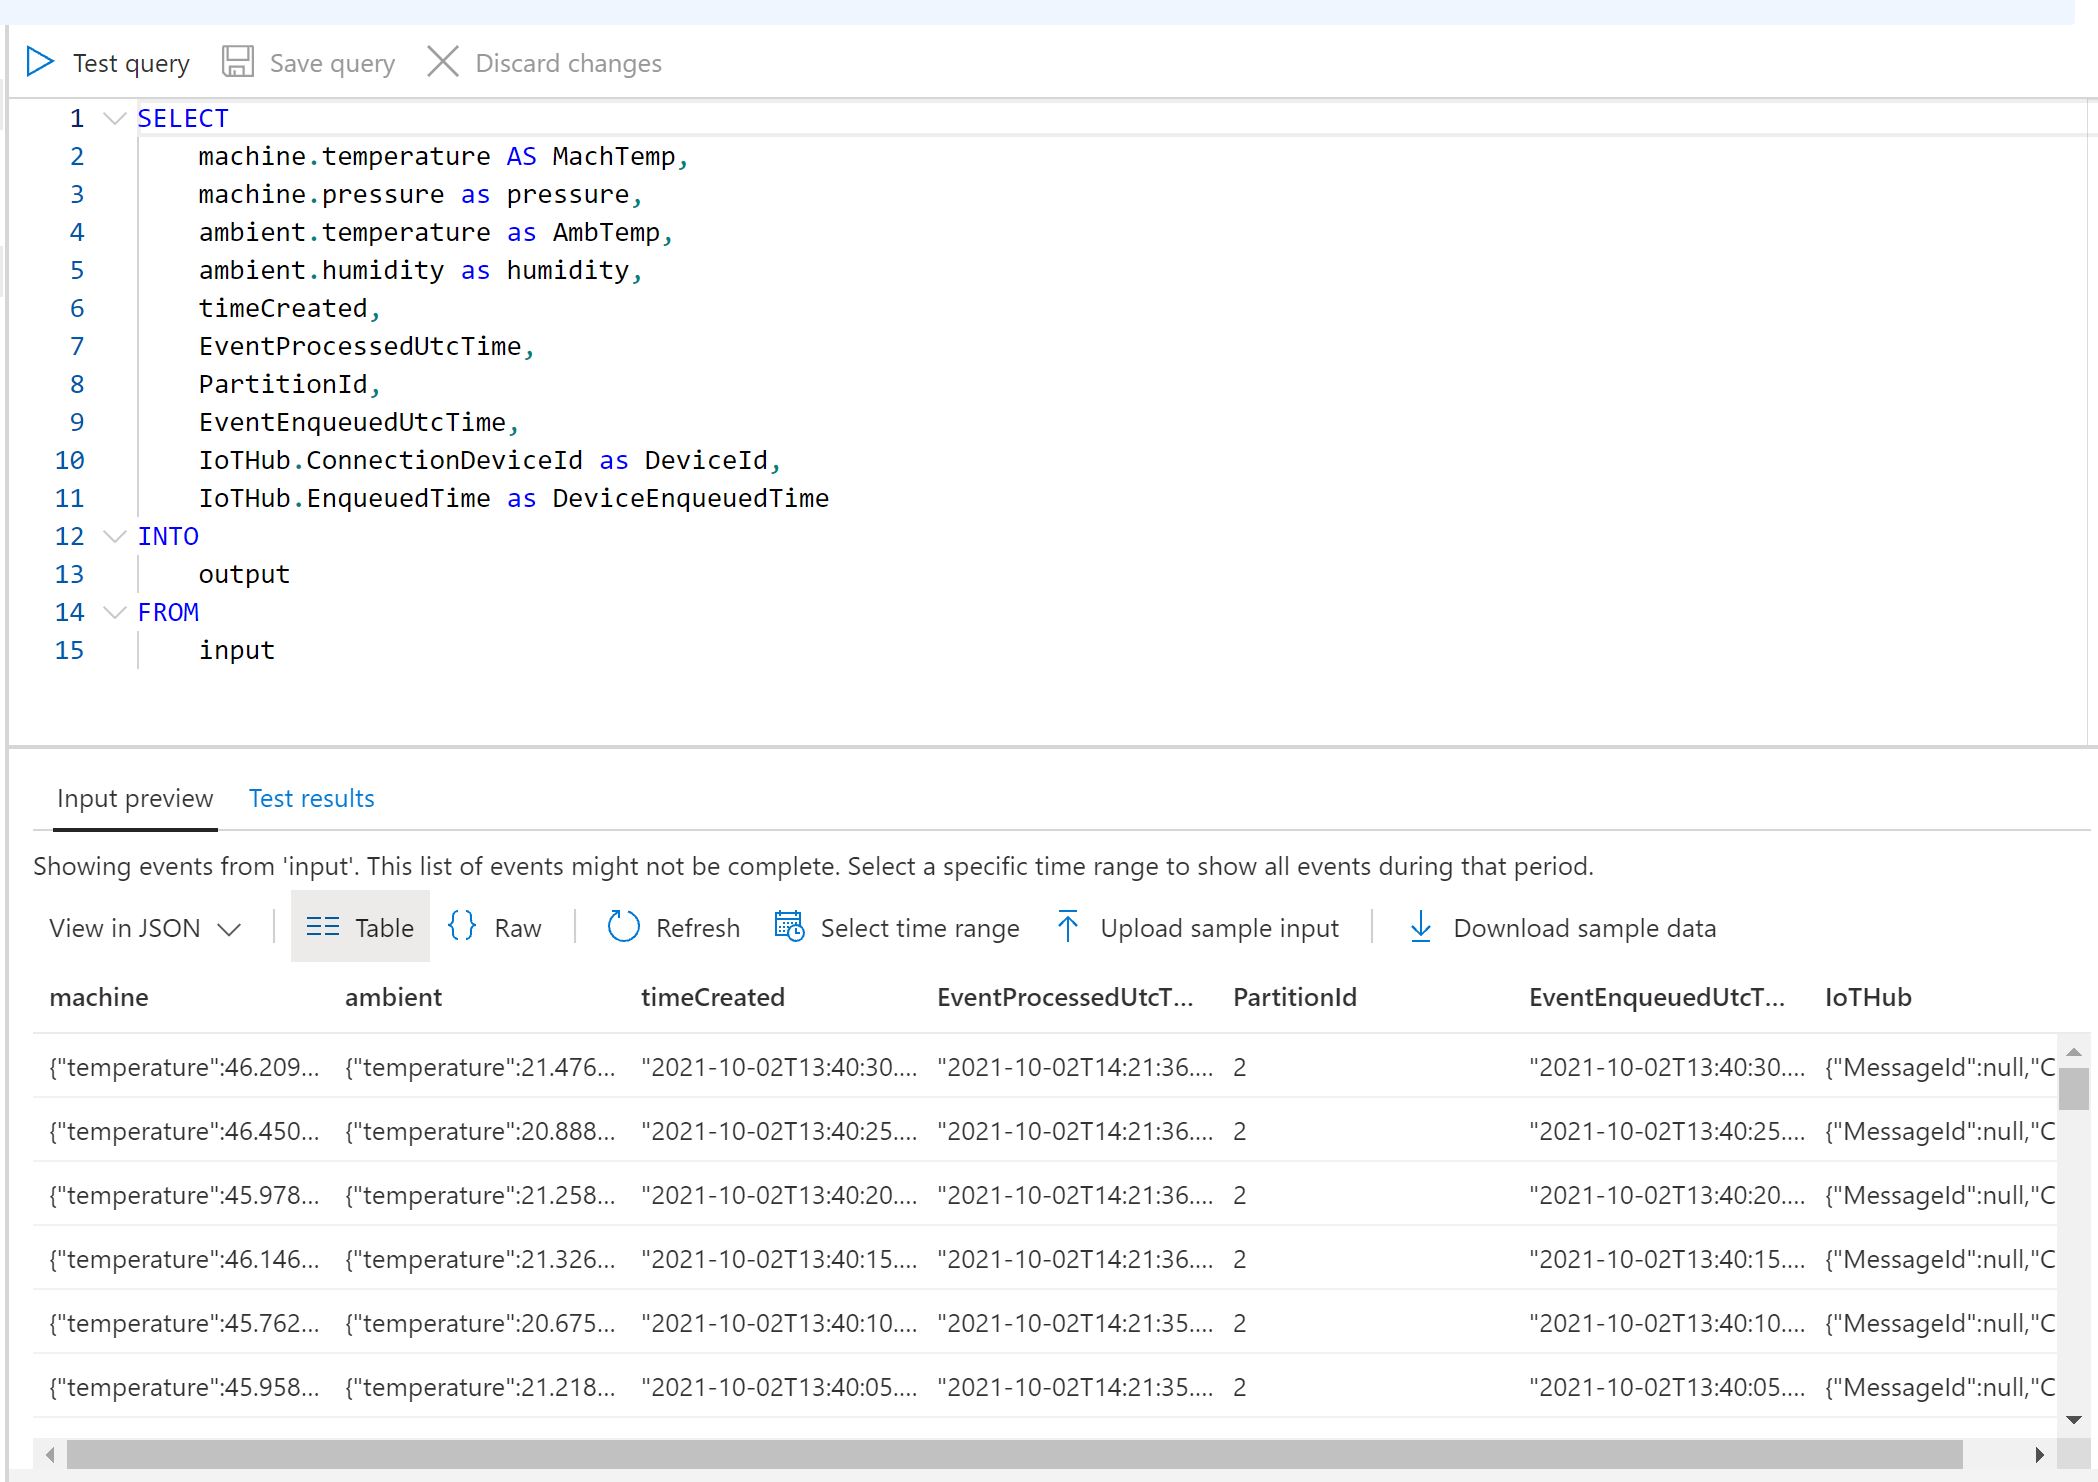 Test query Save query Discard changes
1 SELECT
2 machine.temperature AS MachTemp,
3 machine.pressure as pressure,
4 ambient.temperature as AmbTemp,
5 ambient.humidity as humidity,
6 timeCreated,
7 EventProcessedUtcTime,
8 PartitionId,
9 EventEnqueuedUtcTime,
10 IoTHub.ConnectionDeviceId as DeviceId,
11 IoTHub.EnqueuedTime as DeviceEnqueuedTime
12 INTO
13 output
14 FROM
15 input
Input preview Test results
Showing events from 'input'. This list of events might not be complete. Select a specific time range to show all events during that period.
View in JSON Table {} Raw Refresh Select time range Upload sample input Download sample data
machine ambient timeCreated EventProcessedUtcT... PartitionId EventEnqueuedUtcT... IoTHub
{"temperature":46.209... {"temperature":21.476... "2021-10-02T13:40:30.... "2021-10-02T14:21:36.... 2 "2021-10-02T13:40:30.... {"MessageId":null,"C
{"temperature":46.450... {"temperature":20.888... "2021-10-02T13:40:25.... "2021-10-02T14:21:36.... 2 "2021-10-02T13:40:25.... {"MessageId":null,"C
{"temperature":45.978... {"temperature":21.258... "2021-10-02T13:40:20.... "2021-10-02T14:21:36.... 2 "2021-10-02T13:40:20.... {"MessageId":null,"C
{"temperature":46.146... {"temperature":21.326... "2021-10-02T13:40:15.... "2021-10-02T14:21:36.... 2 "2021-10-02T13:40:15.... {"MessageId":null,"C
{"temperature":45.762... {"temperature":20.675... "2021-10-02T13:40:10.... "2021-10-02T14:21:35.... 2 "2021-10-02T13:40:10.... {"MessageId":null,"C
{"temperature":45.958... {"temperature":21.218... "2021-10-02T13:40:05.... "2021-10-02T14:21:35.... 2 "2021-10-02T13:40:05.... {"MessageId":null,"C